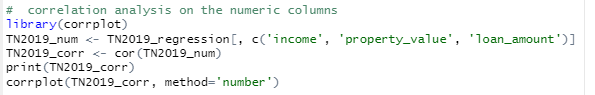 #  correlation analysis on the numeric columns
library(corrplot)
TN2019_num <- TN2019_regression[, c('income', 'property_value', 'loan_amount')]
TN2019_corr <- cor(TN2019_num)
print(TN2019_corr)
corrplot(TN2019_corr, method='number')